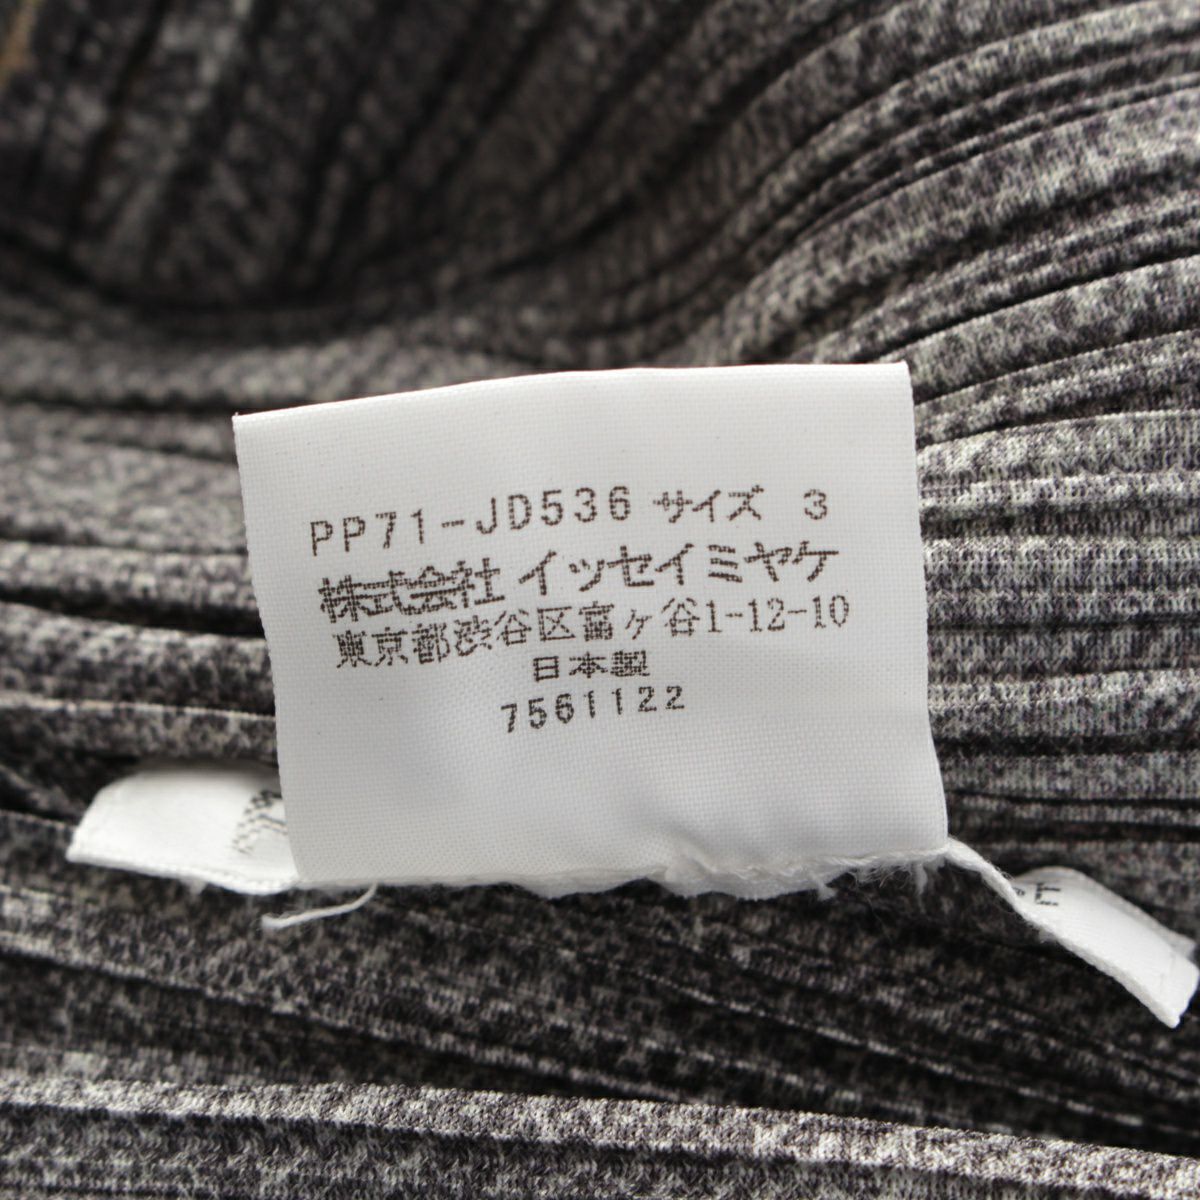 PP71-JD536 サイズ 3
株式会社 イッセイミヤケ
東京都渋谷区富ヶ谷1-12-10
日本製
7561122